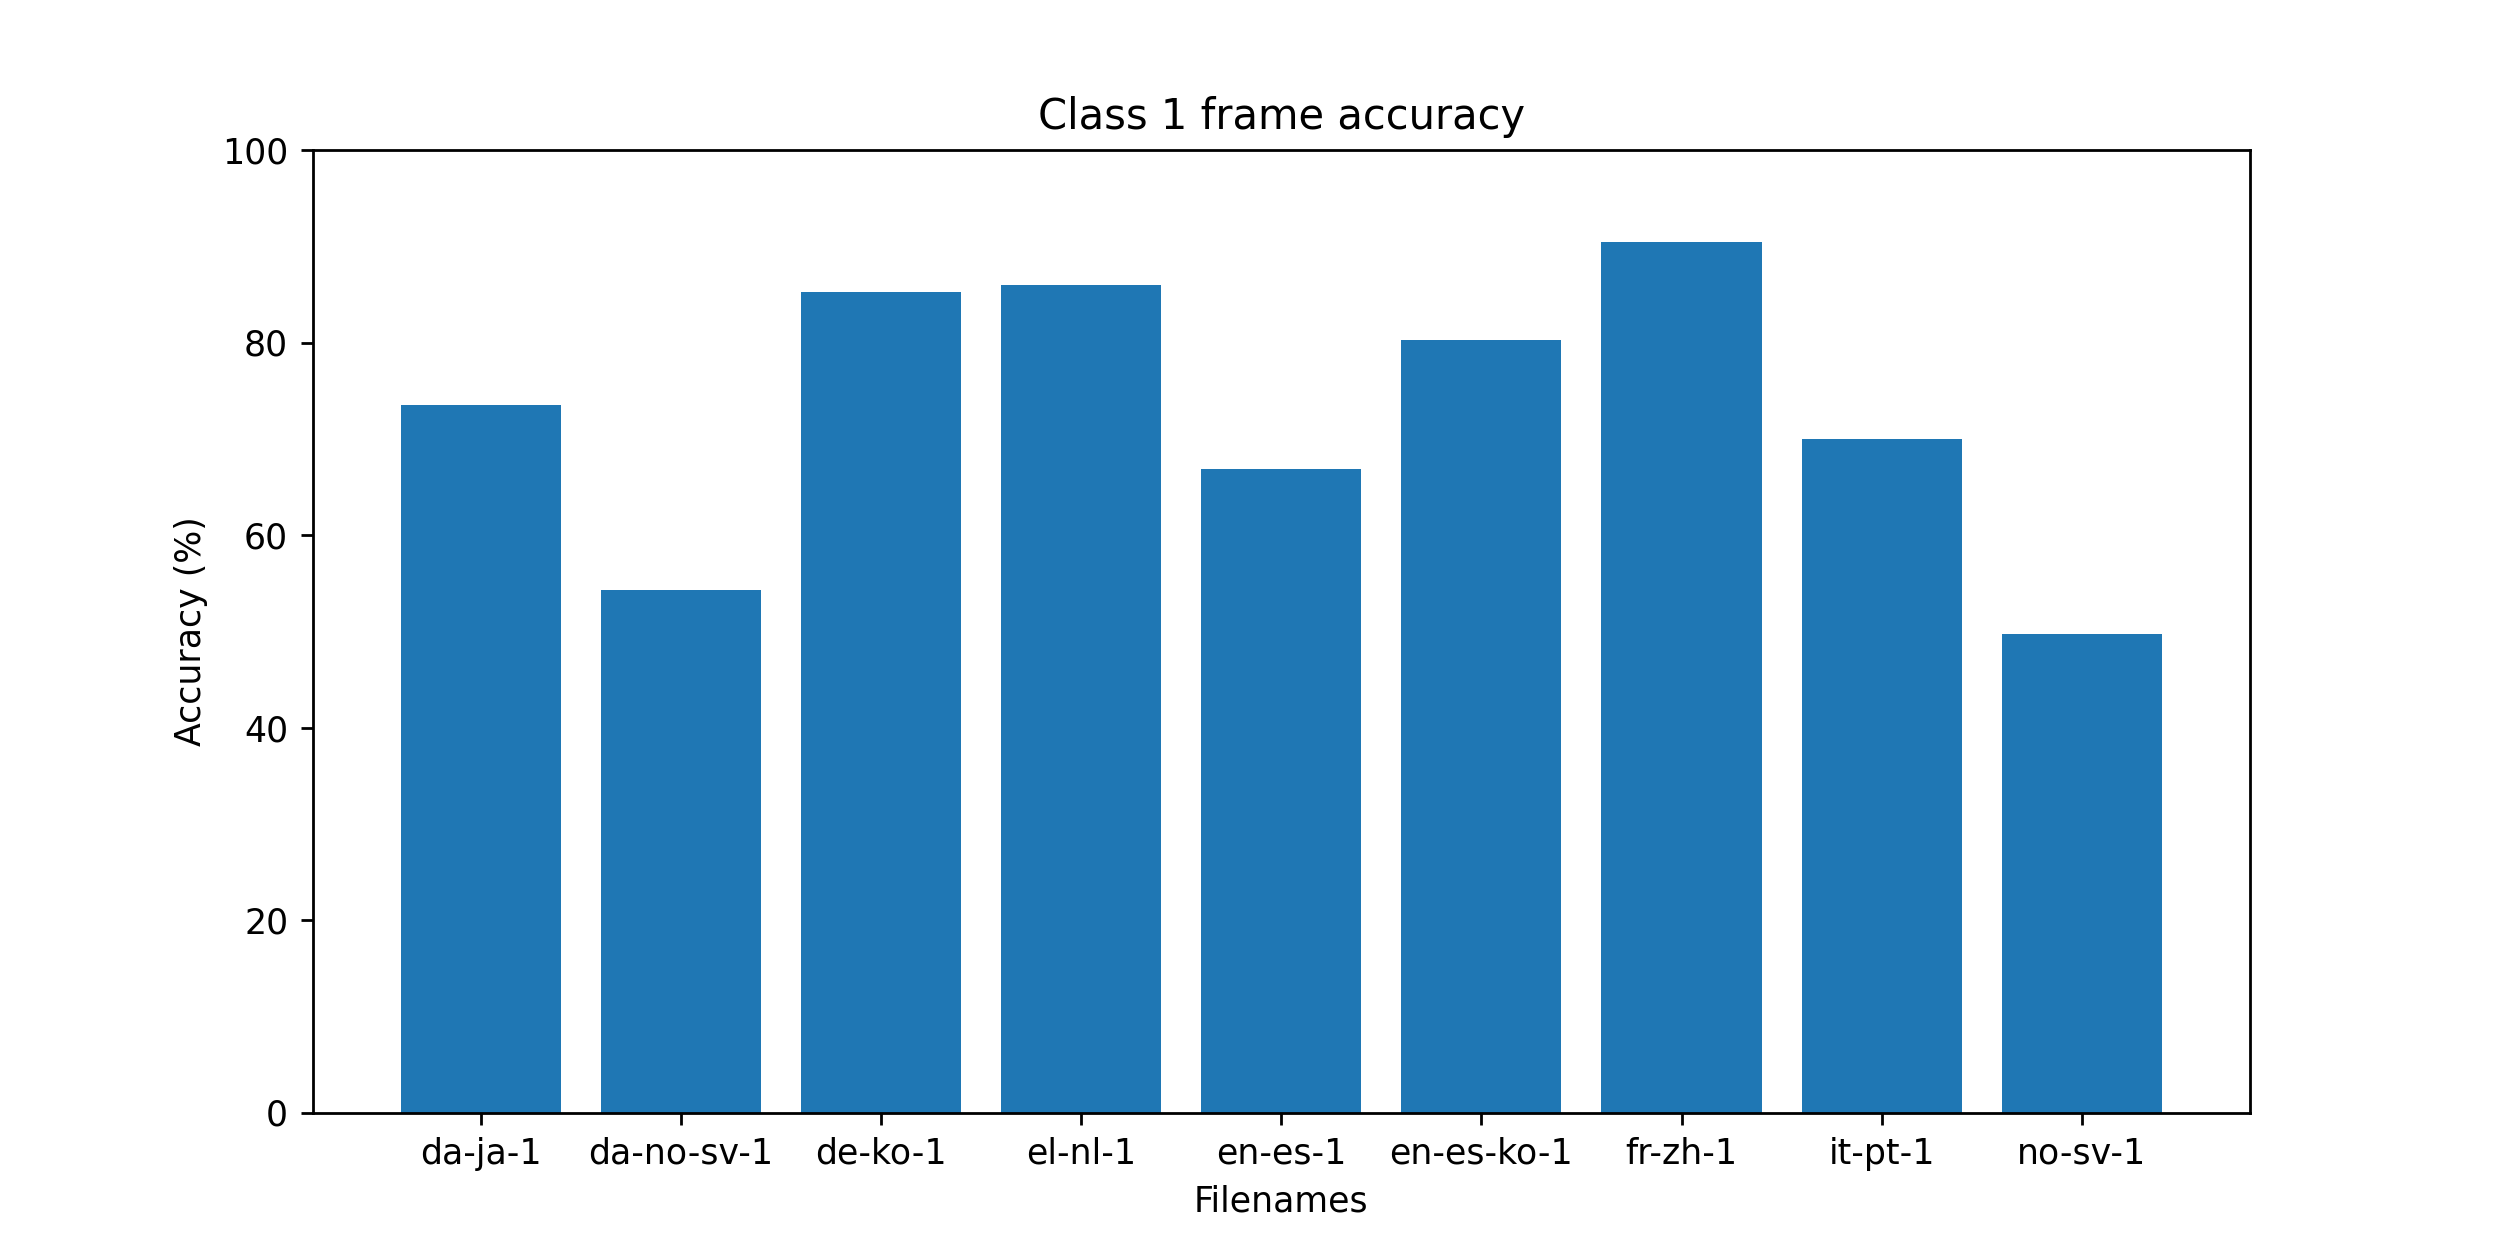 Class 1 frame accuracy
100
80
60
40
20
0
Accuracy (%)
da-ja-1 da-no-sv-1 de-ko-1 el-nl-1 en-es-1 en-es-ko-1 fr-zh-1 it-pt-1 no-sv-1
Filenames